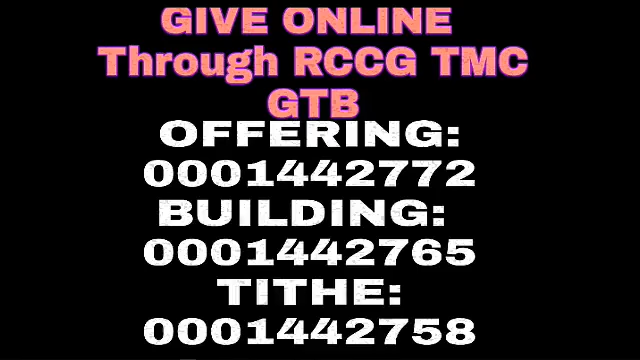 GIVE ONLINE
Through RCCG TMC
GTB
OFFERING:
0001442772
BUILDING:
0001442765
TITHE:
0001442758